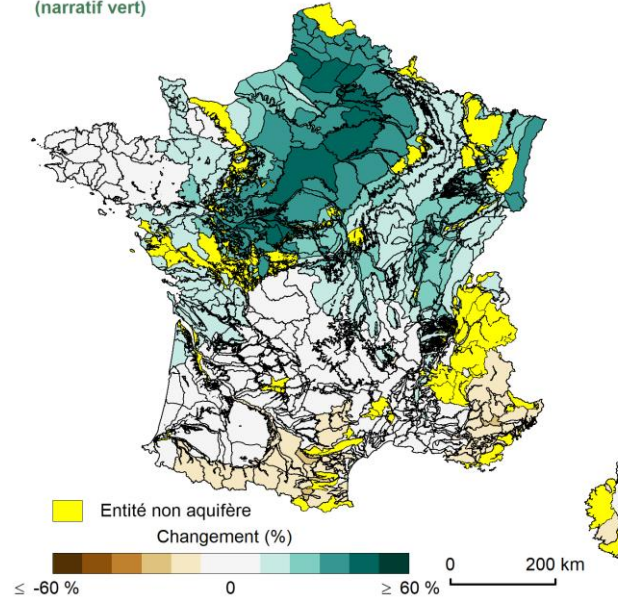 (narratif vert)
Entité non aquifère
Changement (%)
≤ -60 % 0 ≥ 60 %
0 200 km